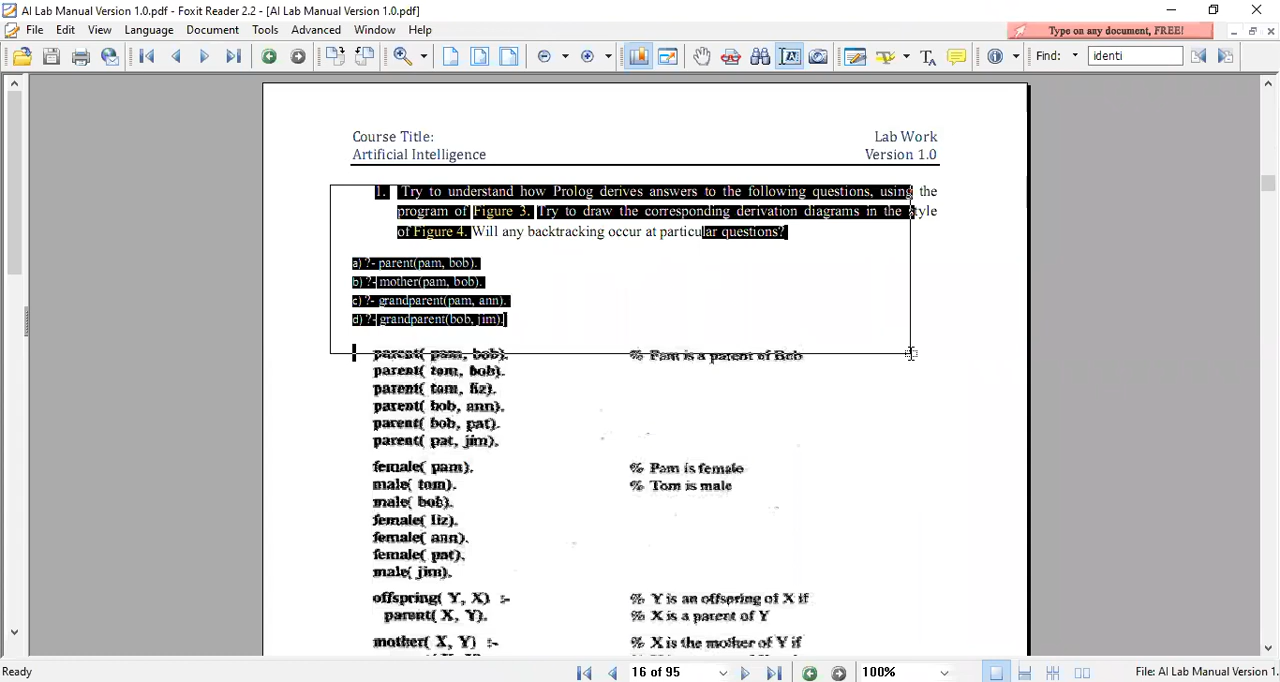 AI Lab Manual Version 1.0.pdf - Foxit Reader 2.2 - [AI Lab Manual Version 1.0.pdf]
File Edit View Language Document Tools Advanced Window Help
Type on any document, FREE!
Find: identi
Course Title: Lab Work
Artificial Intelligence Version 1.0
1. Try to understand how Prolog derives answers to the following questions, using the
program of Figure 3. Try to draw the corresponding derivation diagrams in the style
of Figure 4. Will any backtracking occur at particular questions?
a) ?- parent(pam, bob).
b) ?- mother(pam, bob).
c) ?- grandparent(pam, ann).
d) ?- grandparent(bob, jim).
parent( pam, bob). % Pam is a parent of Bob
parent( tom, bob).
parent( tom, liz).
parent( bob, ann).
parent( bob, pat).
parent( pat, jim).
female( pam). % Pam is female
male( tom). % Tom is male
male( bob).
female( liz).
female( ann).
female( pat).
male( jim).
offspring( Y, X) :- % Y is an offspring of X if
parent( X, Y). % X is a parent of Y
mother( X, Y) :- % X is the mother of Y if
Ready 16 of 95 100% File: AI Lab Manual Version 1.